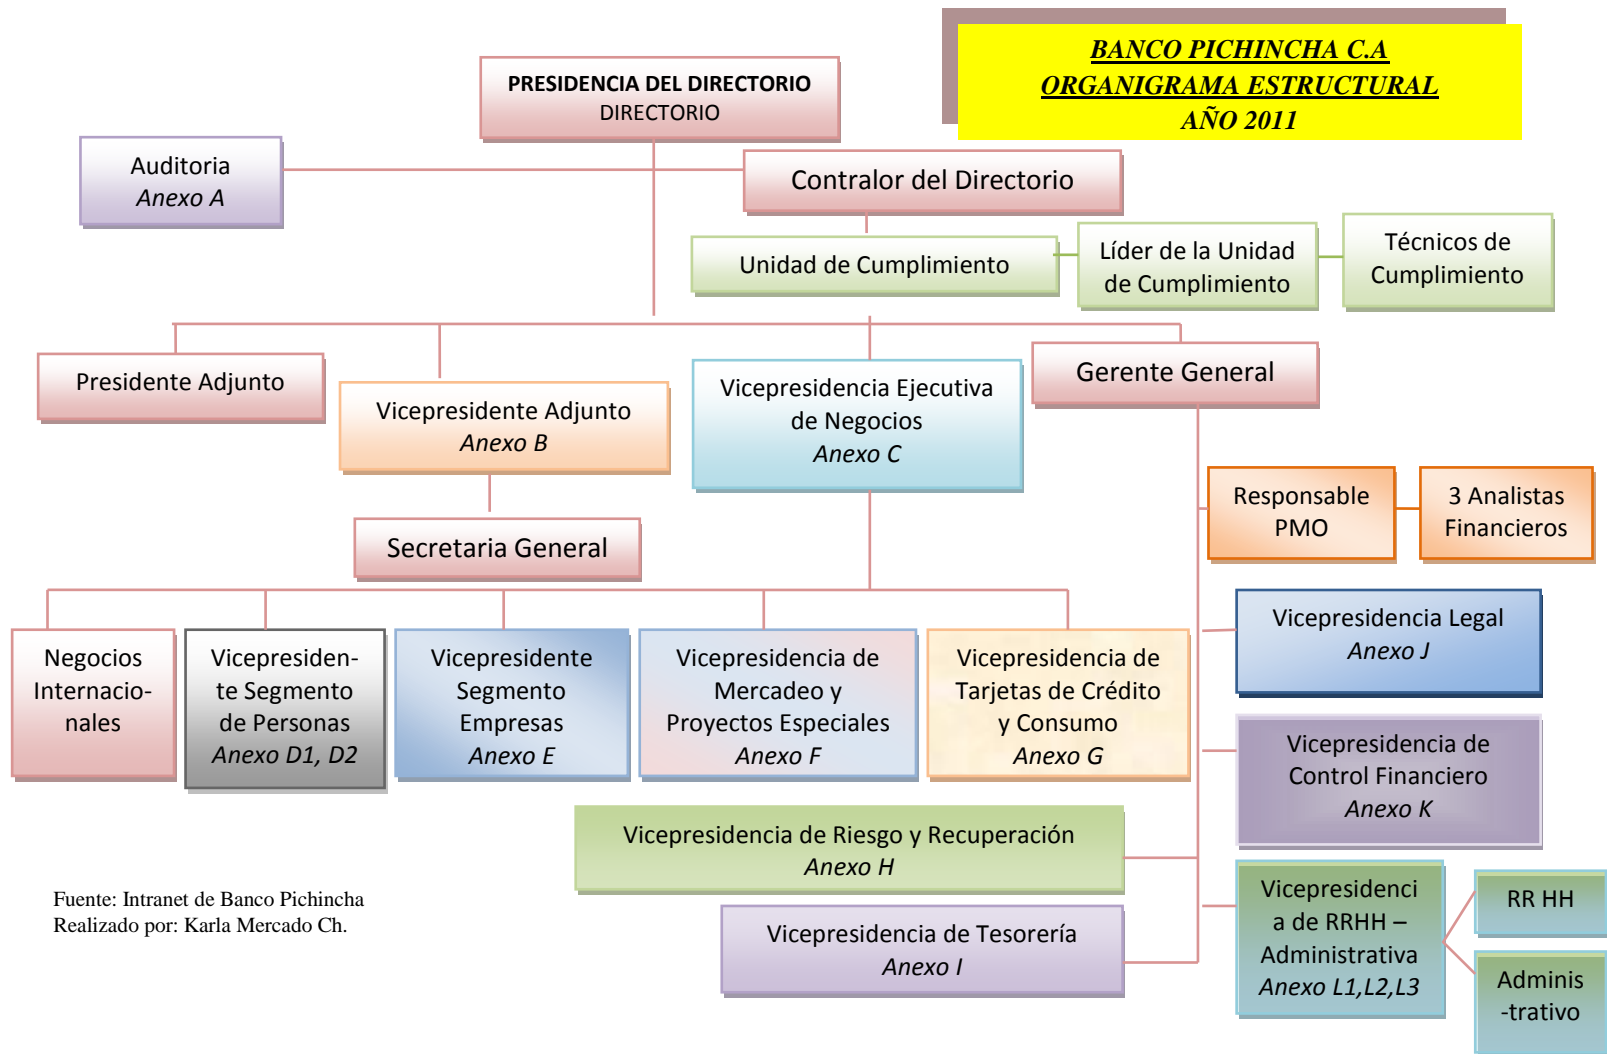 BANCO PICHINCHA C.A
ORGANIGRAMA ESTRUCTURAL
AÑO 2011
PRESIDENCIA DEL DIRECTORIO
DIRECTORIO
Auditoria
Anexo A
Contralor del Directorio
Unidad de Cumplimiento
Líder de la Unidad
de Cumplimiento
Técnicos de
Cumplimiento
Presidente Adjunto
Vicepresidente Adjunto
Anexo B
Vicepresidencia Ejecutiva
de Negocios
Anexo C
Gerente General
Secretaria General
Responsable
PMO
3 Analistas
Financieros
Negocios
Internacio-
nales
Vicepresiden-
te Segmento
de Personas
Anexo D1, D2
Vicepresidente
Segmento
Empresas
Anexo E
Vicepresidencia de
Mercadeo y
Proyectos Especiales
Anexo F
Vicepresidencia de
Tarjetas de Crédito
y Consumo
Anexo G
Vicepresidencia Legal
Anexo J
Vicepresidencia de
Control Financiero
Anexo K
Vicepresidencia de Riesgo y Recuperación
Anexo H
Vicepresidencia de Tesorería
Anexo I
Vicepresidenci
a de RRHH –
Administrativa
Anexo L1,L2,L3
RR HH
Adminis
-trativo
Fuente: Intranet de Banco Pichincha
Realizado por: Karla Mercado Ch.